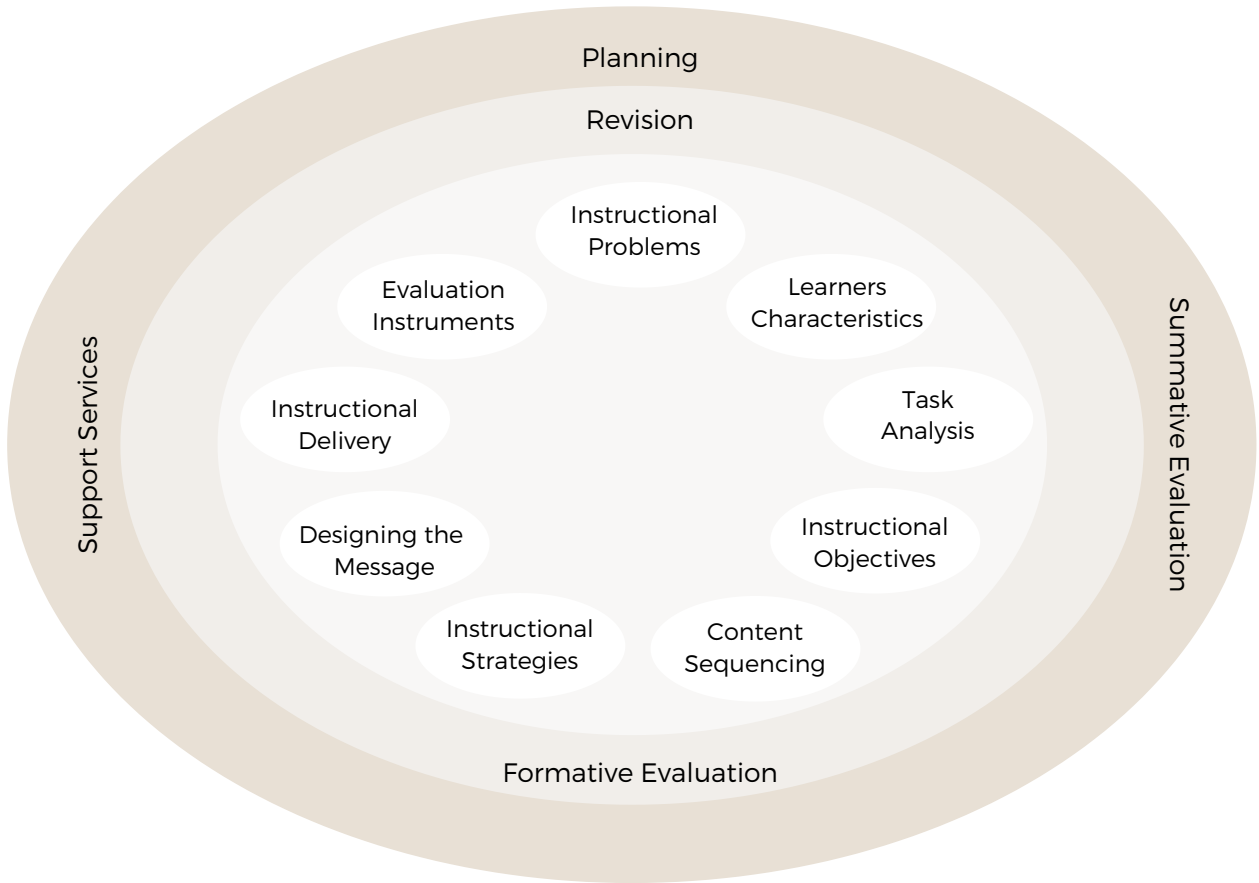 Planning
Revision
Instructional
Problems
Learners
Characteristics
Task
Analysis
Instructional
Objectives
Content
Sequencing
Instructional
Strategies
Designing the
Message
Instructional
Delivery
Evaluation
Instruments
Formative Evaluation
Support Services
Summative Evaluation